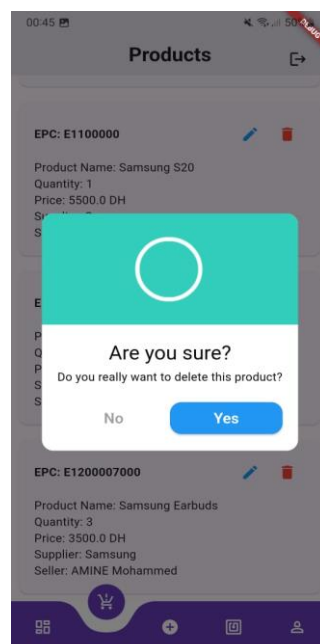 00:45
50%
DEBUG
Products
EPC: E1100000
Product Name: Samsung S20
Quantity: 1
Price: 5500.0 DH
S
E
P
Q
P
S
S
Are you sure?
Do you really want to delete this product?
No
Yes
EPC: E1200007000
Product Name: Samsung Earbuds
Quantity: 3
Price: 3500.0 DH
Supplier: Samsung
Seller: AMINE Mohammed